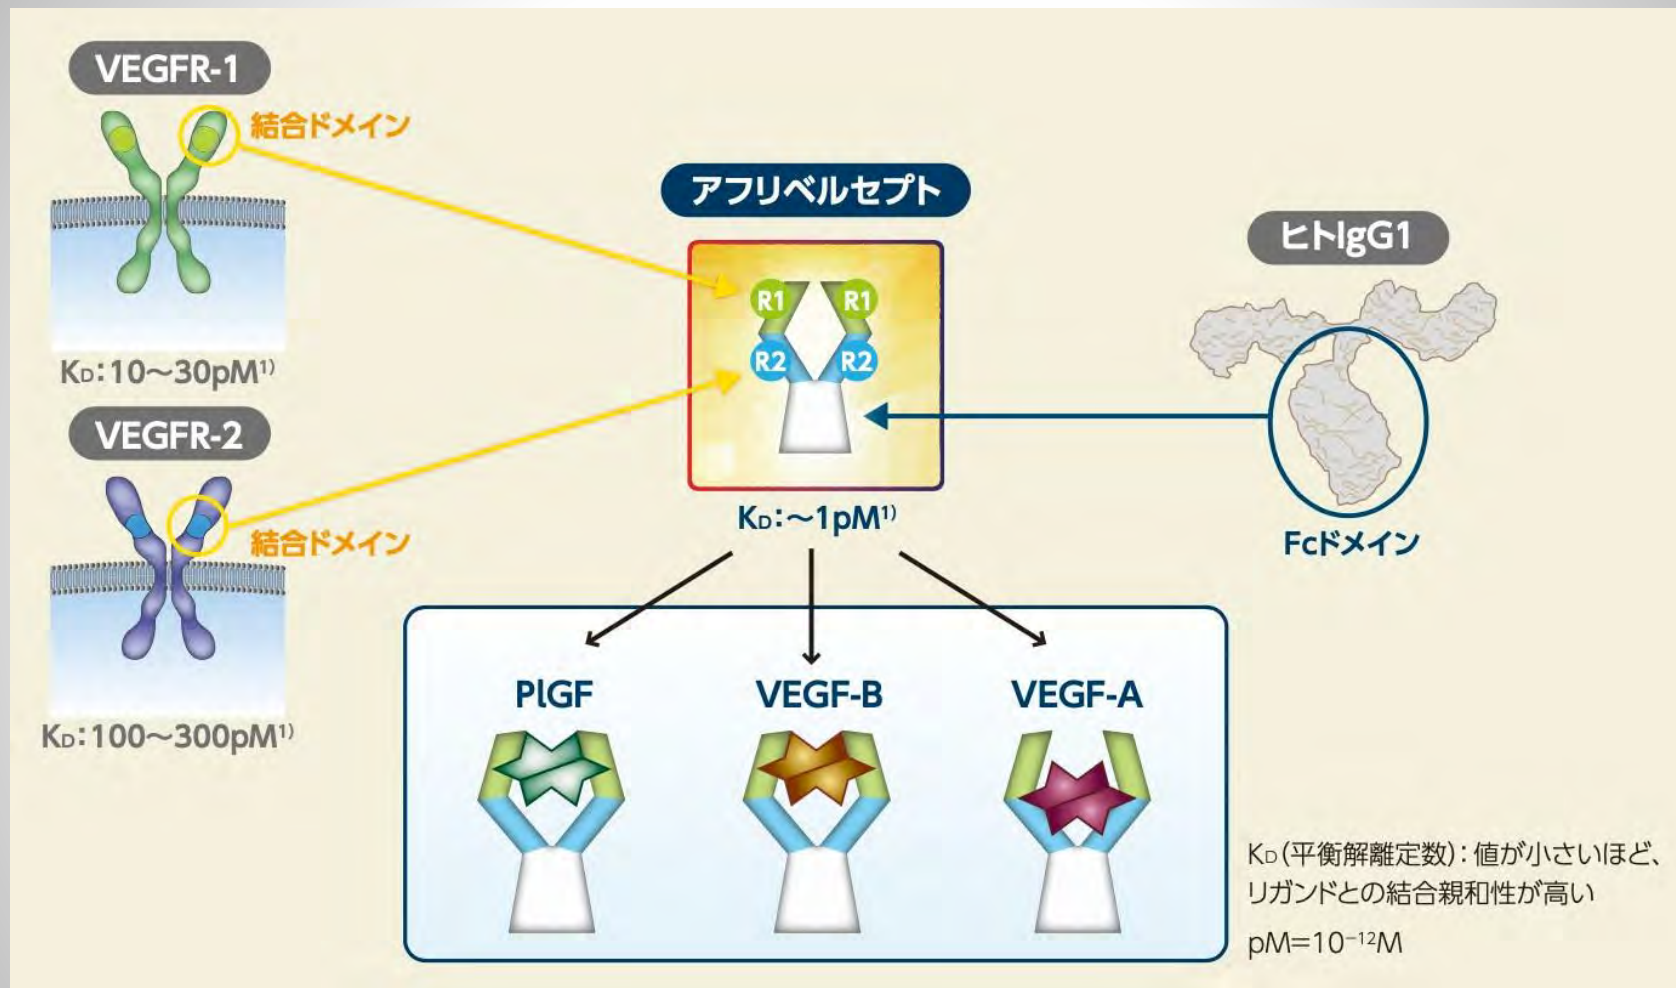 VEGFR-1
結合ドメイン
KD:10〜30pM1)
VEGFR-2
結合ドメイン
KD:100〜300pM1)
アフリベルセプト
R1 R1
R2 R2
KD:〜1pM1)
ヒトIgG1
Fcドメイン
PlGF
VEGF-B
VEGF-A
KD(平衡解離定数):値が小さいほど、
リガンドとの結合親和性が高い
pM=10⁻¹²M